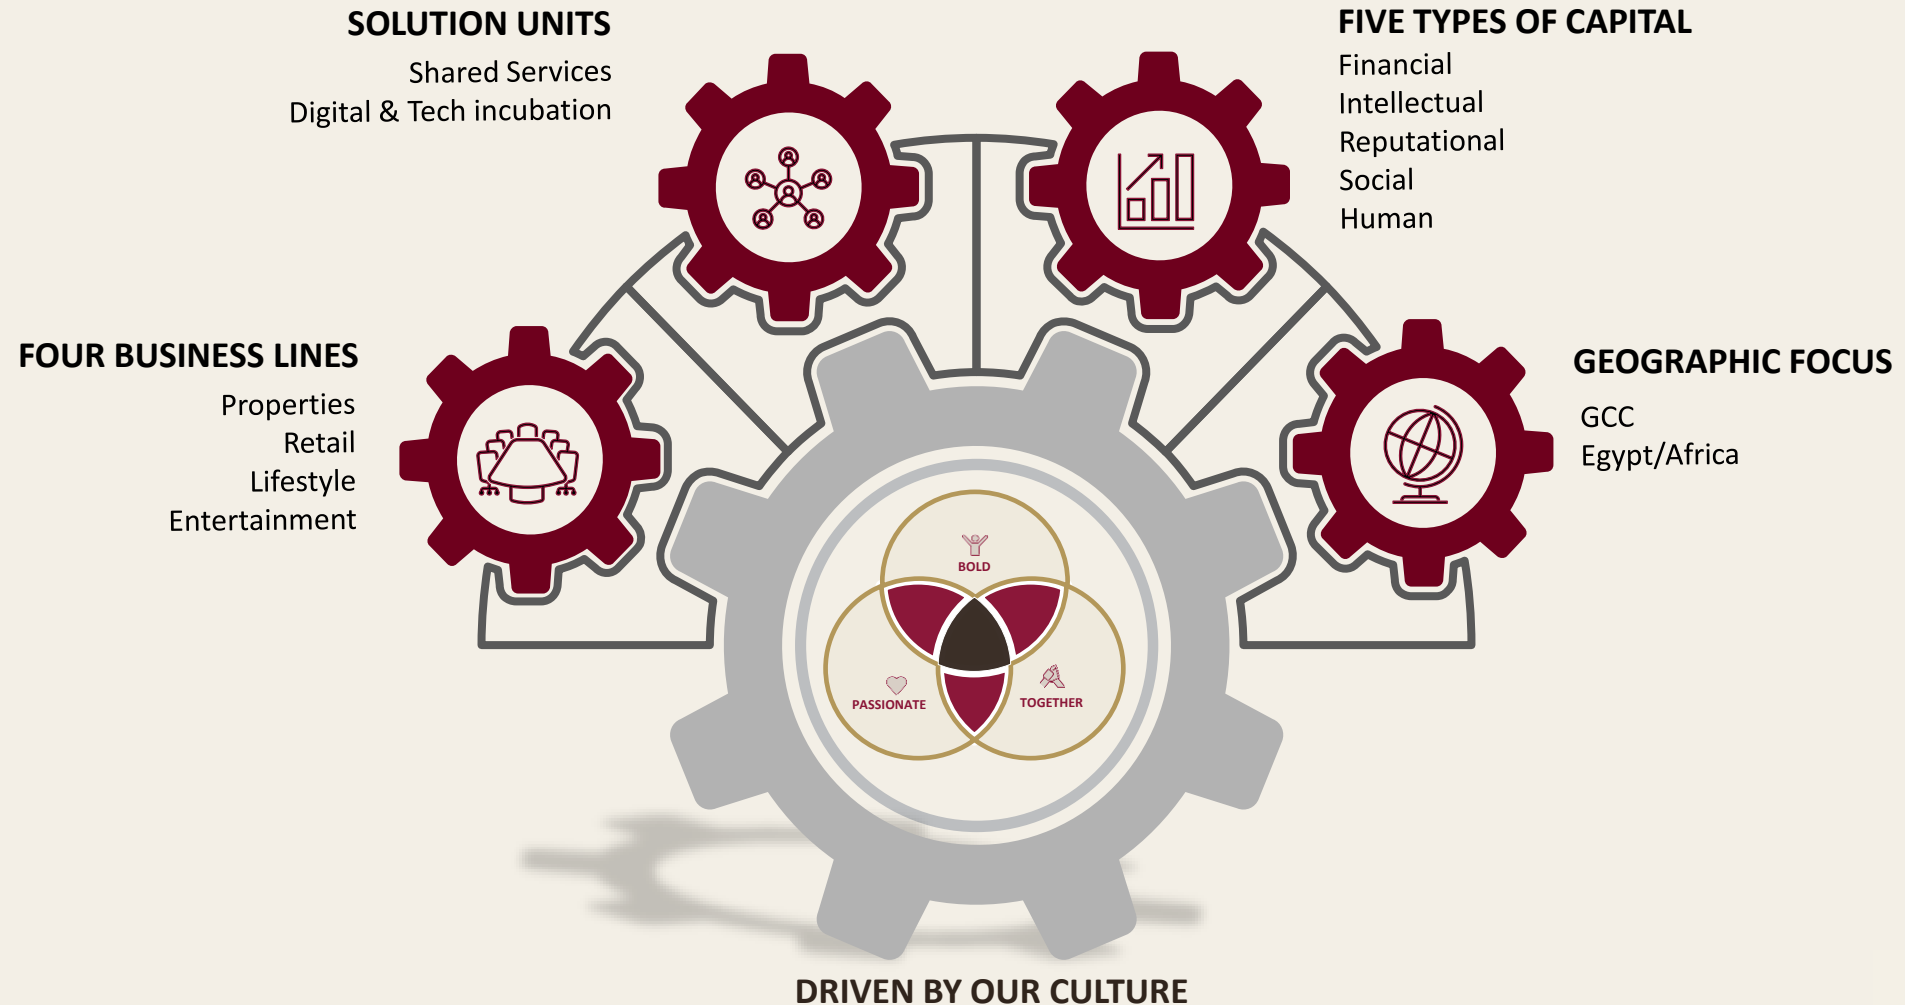 SOLUTION UNITS
Shared Services
Digital & Tech incubation
FIVE TYPES OF CAPITAL
Financial
Intellectual
Reputational
Social
Human
FOUR BUSINESS LINES
Properties
Retail
Lifestyle
Entertainment
GEOGRAPHIC FOCUS
GCC
Egypt/Africa
BOLD
PASSIONATE
TOGETHER
DRIVEN BY OUR CULTURE